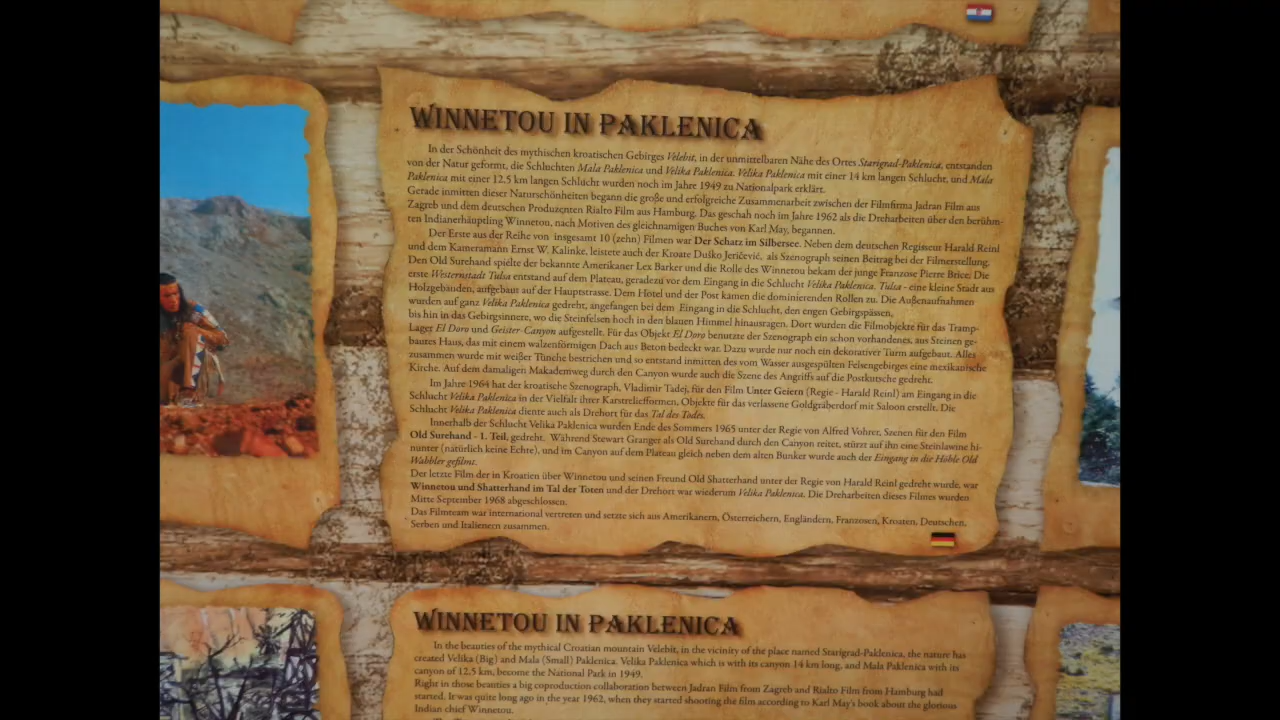 WINNETOU IN PAKLENICA
In der Schönheit des mythischen kroatischen Gebirges Velebit, in der unmittelbaren Nähe des Ortes Starigrad-Paklenica, entstanden
von der Natur geformt, die Schluchten Mala Paklenica und Velika Paklenica. Velika Paklenica mit einer 14 km langen Schlucht, und Mala
Paklenica mit einer 12,5 km langen Schlucht wurden noch im Jahre 1949 zu Nationalpark erklärt.
Gerade inmitten dieser Naturschönheiten begann die große und erfolgreiche Zusammenarbeit zwischen der Filmfirma Jadran Film aus
Zagreb und dem deutschen Produzenten Rialto Film aus Hamburg. Das geschah noch im Jahre 1962 als die Dreharbeiten über den berühm-
ten Indianerhäuptling Winnetou, nach Motiven des gleichnamigen Buches von Karl May, begannen.
Der Erste aus der Reihe von insgesamt 10 (zehn) Filmen war Der Schatz im Silbersee. Neben dem deutschen Regisseur Harald Reinl
und dem Kameramann Ernst W. Kalinke, leistete auch der Kroate Duško Jeričević, als Szenograph seinen Beitrag bei der Filmerstellung.
Den Old Surehand spielte der bekannte Amerikaner Lex Barker und die Rolle des Winnetou bekam der junge Franzose Pierre Brice. Die
erste Westernstadt Tulsa entstand auf dem Plateau, geradezu vor dem Eingang in die Schlucht Velika Paklenica. Tulsa - eine kleine Stadt aus
Holzgebäuden, aufgebaut auf der Hauptstrasse. Dem Hotel und der Post kamen die dominierenden Rollen zu. Die Außenaufnahmen
wurden auf ganz Velika Paklenica gedreht, angefangen bei dem Eingang in die Schlucht, den engen Gebirgspässen,
bis hin in das Gebirgsinnere, wo die Steinfelsen hoch in den blauen Himmel hinausragen. Dort wurden die Filmobjekte für das Tramp-
Lager El Doro und Geister-Canyon aufgestellt. Für das Objekt El Doro benutzte der Szenograph ein schon vorhandenes, aus Steinen ge-
bautes Haus, das mit einem walzenförmigen Dach aus Beton bedeckt war. Dazu wurde nur noch ein dekorativer Turm aufgebaut. Alles
zusammen wurde mit weißer Tünche bestrichen und so entstand inmitten des vom Wasser ausgespülten Felsengebirges eine mexikanische
Kirche. Auf dem damaligen Makademweg durch den Canyon wurde auch die Szene des Angriffs auf die Postkutsche gedreht.
Im Jahre 1964 hat der kroatische Szenograph, Vladimir Tadej, für den Film Unter Geiern (Regie - Harald Reinl) am Eingang in die
Schlucht Velika Paklenica in der Vielfalt ihrer Karstreliefformen, Objekte für das verlassene Goldgräberdorf mit Saloon erstellt. Die
Schlucht Velika Paklenica diente auch als Drehort für das Tal des Todes.
Innerhalb der Schlucht Velika Paklenica wurden Ende des Sommers 1965 unter der Regie von Alfred Vohrer, Szenen für den Film
Old Surehand - 1. Teil, gedreht. Während Stewart Granger als Old Surehand durch den Canyon reitet, stürzt auf ihn eine Steinlawine hi-
nunter (natürlich keine Echte), und im Canyon auf dem Plateau gleich neben dem alten Bunker wurde auch der Eingang in die Höhle Old
Wabbler gefilmt.
Der letzte Film der in Kroatien über Winnetou und seinen Freund Old Shatterhand unter der Regie von Harald Reinl gedreht wurde, war
Winnetou und Shatterhand im Tal der Toten und der Drehort war wiederum Velika Paklenica. Die Dreharbeiten dieses Filmes wurden
Mitte September 1968 abgeschlossen.
Das Filmteam war international vertreten und setzte sich aus Amerikanern, Österreichern, Engländern, Franzosen, Kroaten, Deutschen,
Serben und Italienern zusammen.
WINNETOU IN PAKLENICA
In the beauties of the mythical Croatian mountain Velebit, in the vicinity of the place named Starigrad-Paklenica, the nature has
created Velika (Big) and Mala (Small) Paklenica. Velika Paklenica which is with its canyon 14 km long, and Mala Paklenica with its
canyon of 12,5 km, become the National Park in 1949.
Right in those beauties a big coproduction collaboration between Jadran Film from Zagreb and Rialto Film from Hamburg had
started. It was quite long ago in the year 1962, when they started shooting the film according to Karl May's book about the glorious
Indian chief Winnetou.